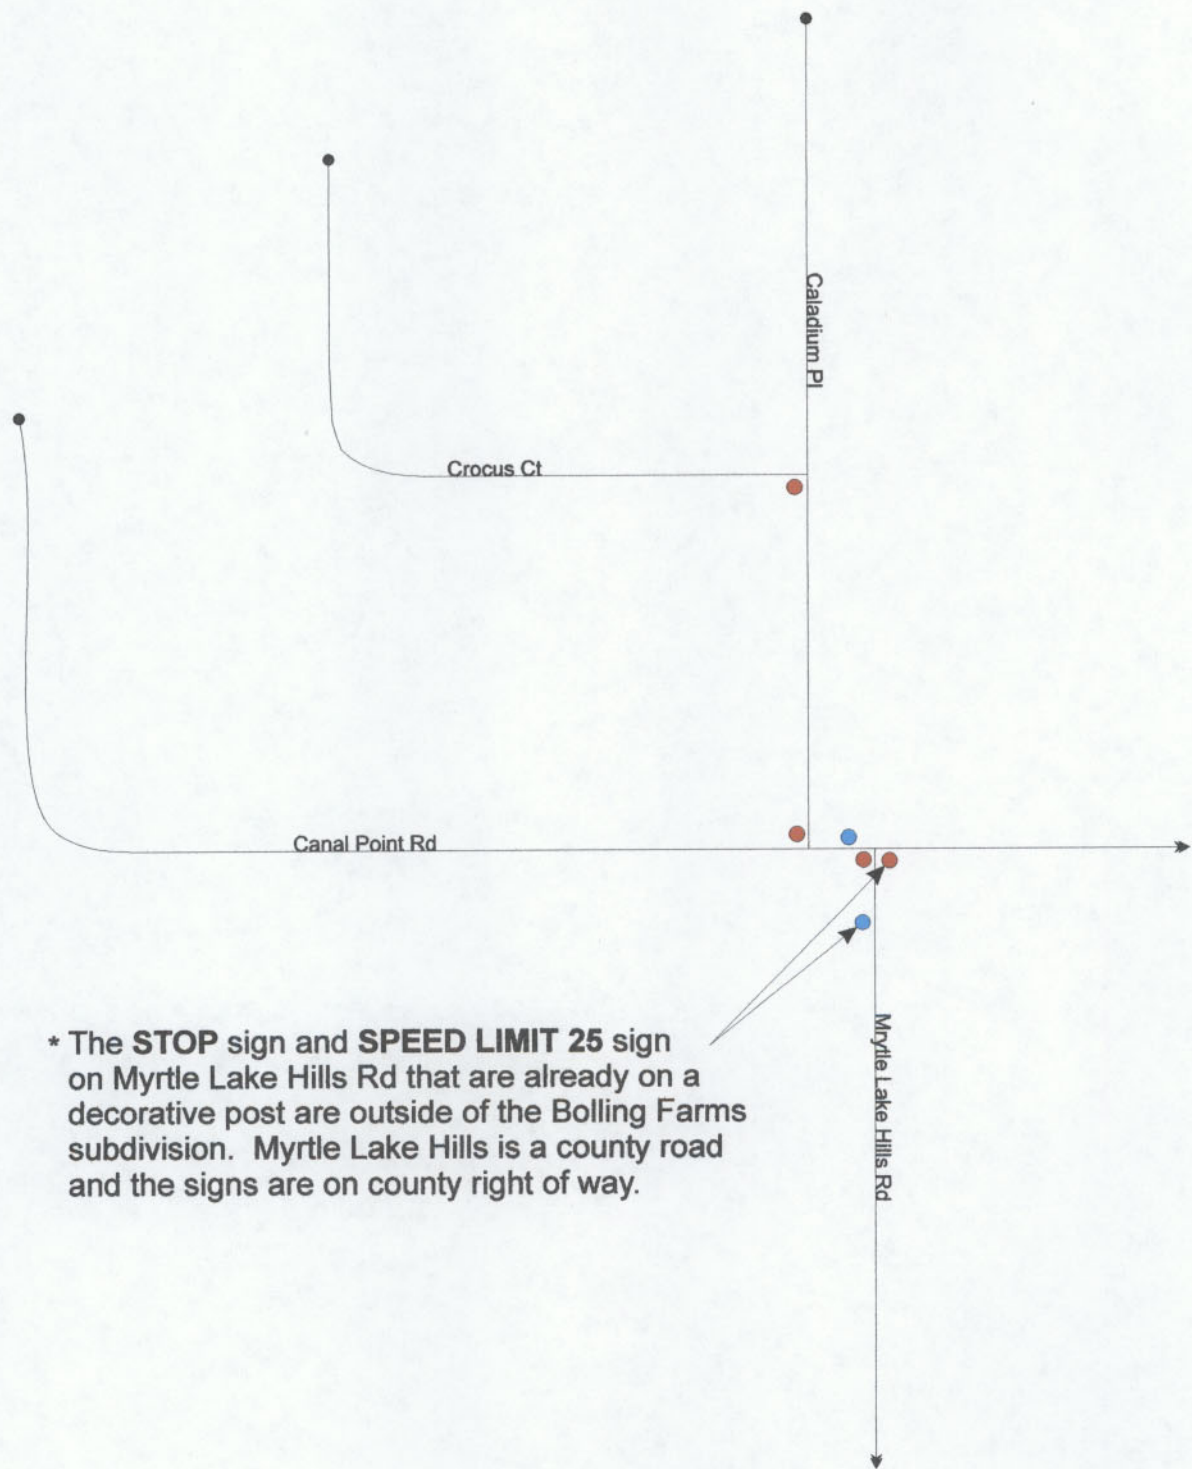 Caladium Pl
Crocus Ct
Canal Point Rd
* The STOP sign and SPEED LIMIT 25 sign
on Myrtle Lake Hills Rd that are already on a
decorative post are outside of the Bolling Farms
subdivision. Myrtle Lake Hills is a county road
and the signs are on county right of way.
Mrytle Lake Hills Rd